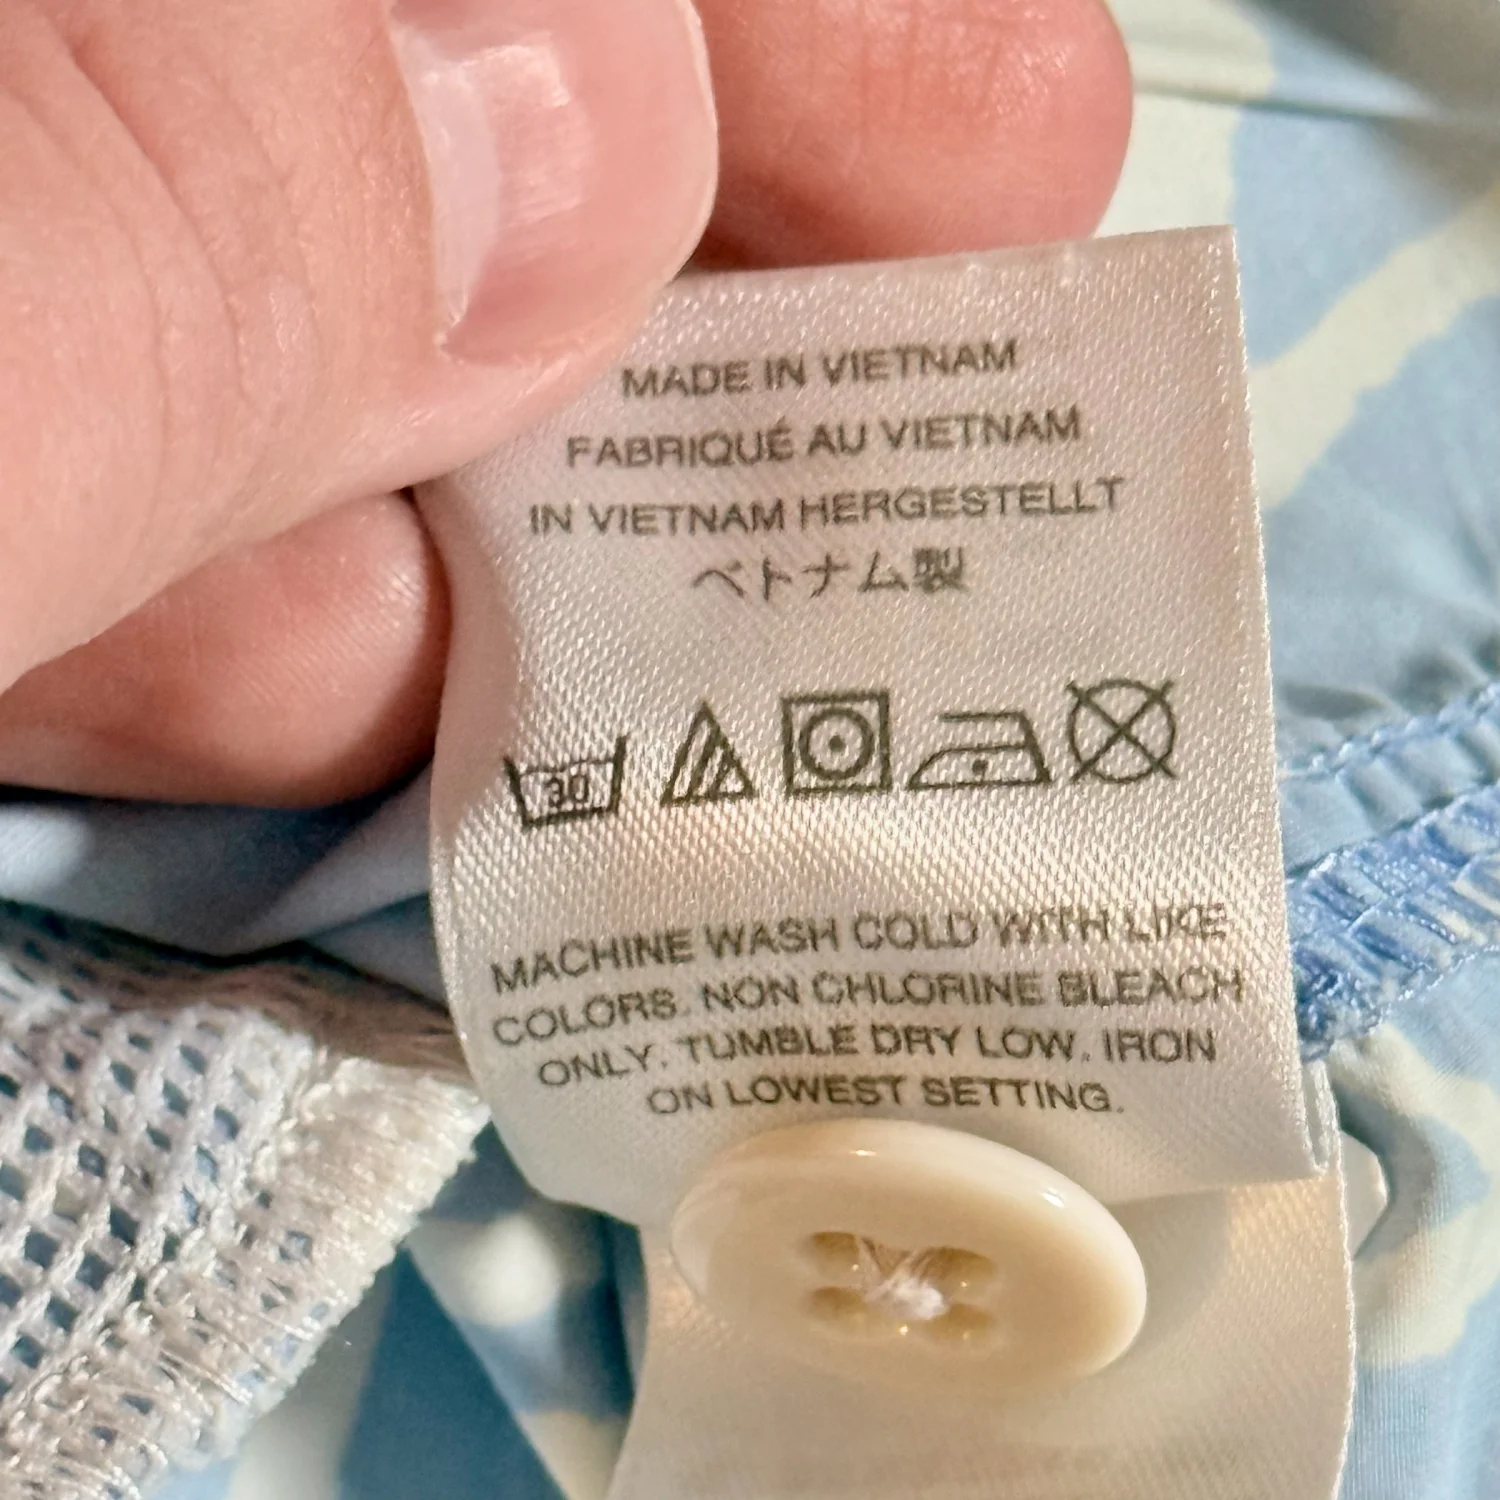 MADE IN VIETNAM
FABRIQUÉ AU VIETNAM
IN VIETNAM HERGESTELLT
ベトナム製
30
MACHINE WASH COLD WITH LIKE
COLORS. NON CHLORINE BLEACH
ONLY. TUMBLE DRY LOW. IRON
ON LOWEST SETTING.